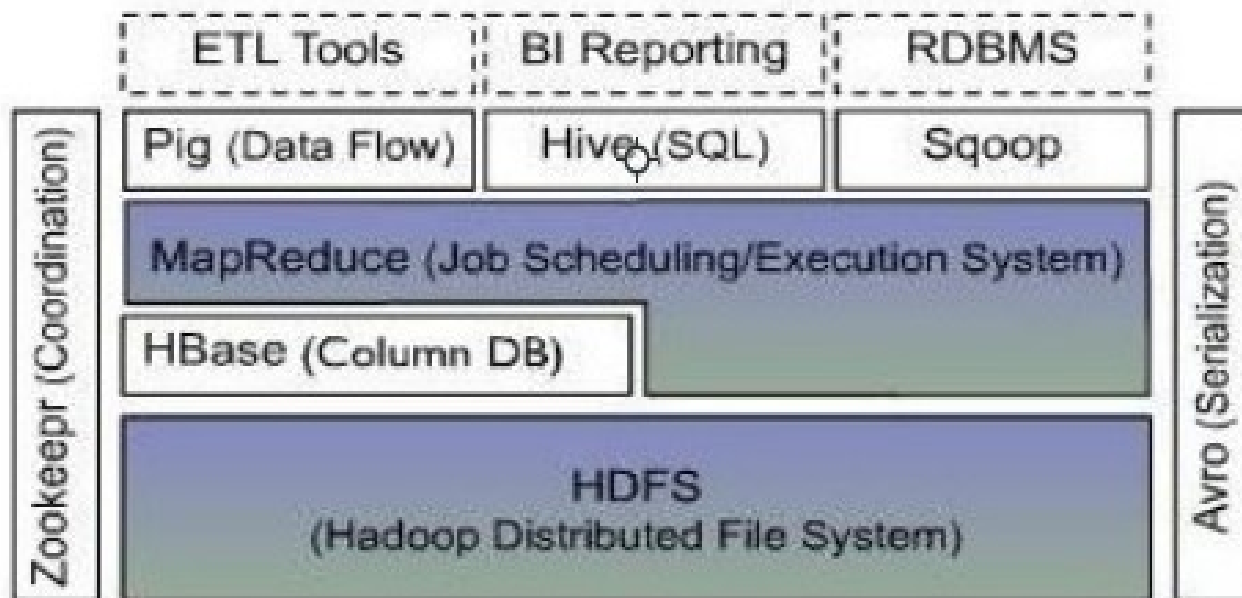 ETL Tools
BI Reporting
RDBMS
Pig (Data Flow)
Hive (SQL)
Sqoop
MapReduce (Job Scheduling/Execution System)
HBase (Column DB)
HDFS
(Hadoop Distributed File System)
Zookeepr (Coordination)
Avro (Serialization)